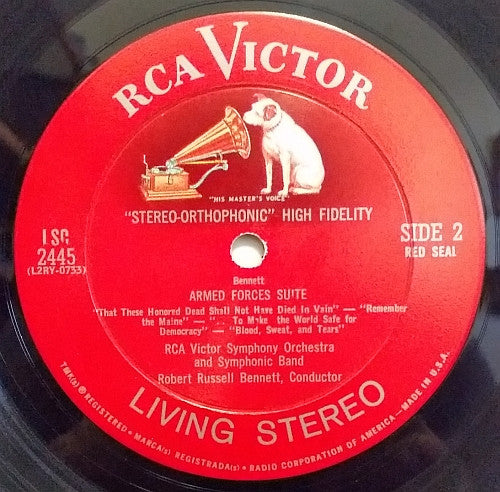 RCA VICTOR
"HIS MASTER'S VOICE"
"STEREO-ORTHOPHONIC" HIGH FIDELITY
LSC
2445
(L2RY-0733)
SIDE 2
RED SEAL
Bennett
ARMED FORCES SUITE
"That These Honored Dead Shall Not Have Died In Vain" — "Remember
the Maine" — "To Make the World Safe for
Democracy" — "Blood, Sweat, and Tears"
RCA Victor Symphony Orchestra
and Symphonic Band
Robert Russell Bennett, Conductor
LIVING STEREO
TMK(s) ® REGISTERED • MARCA(s) REGISTRADA(s) • RADIO CORPORATION OF AMERICA—MADE IN U.S.A.